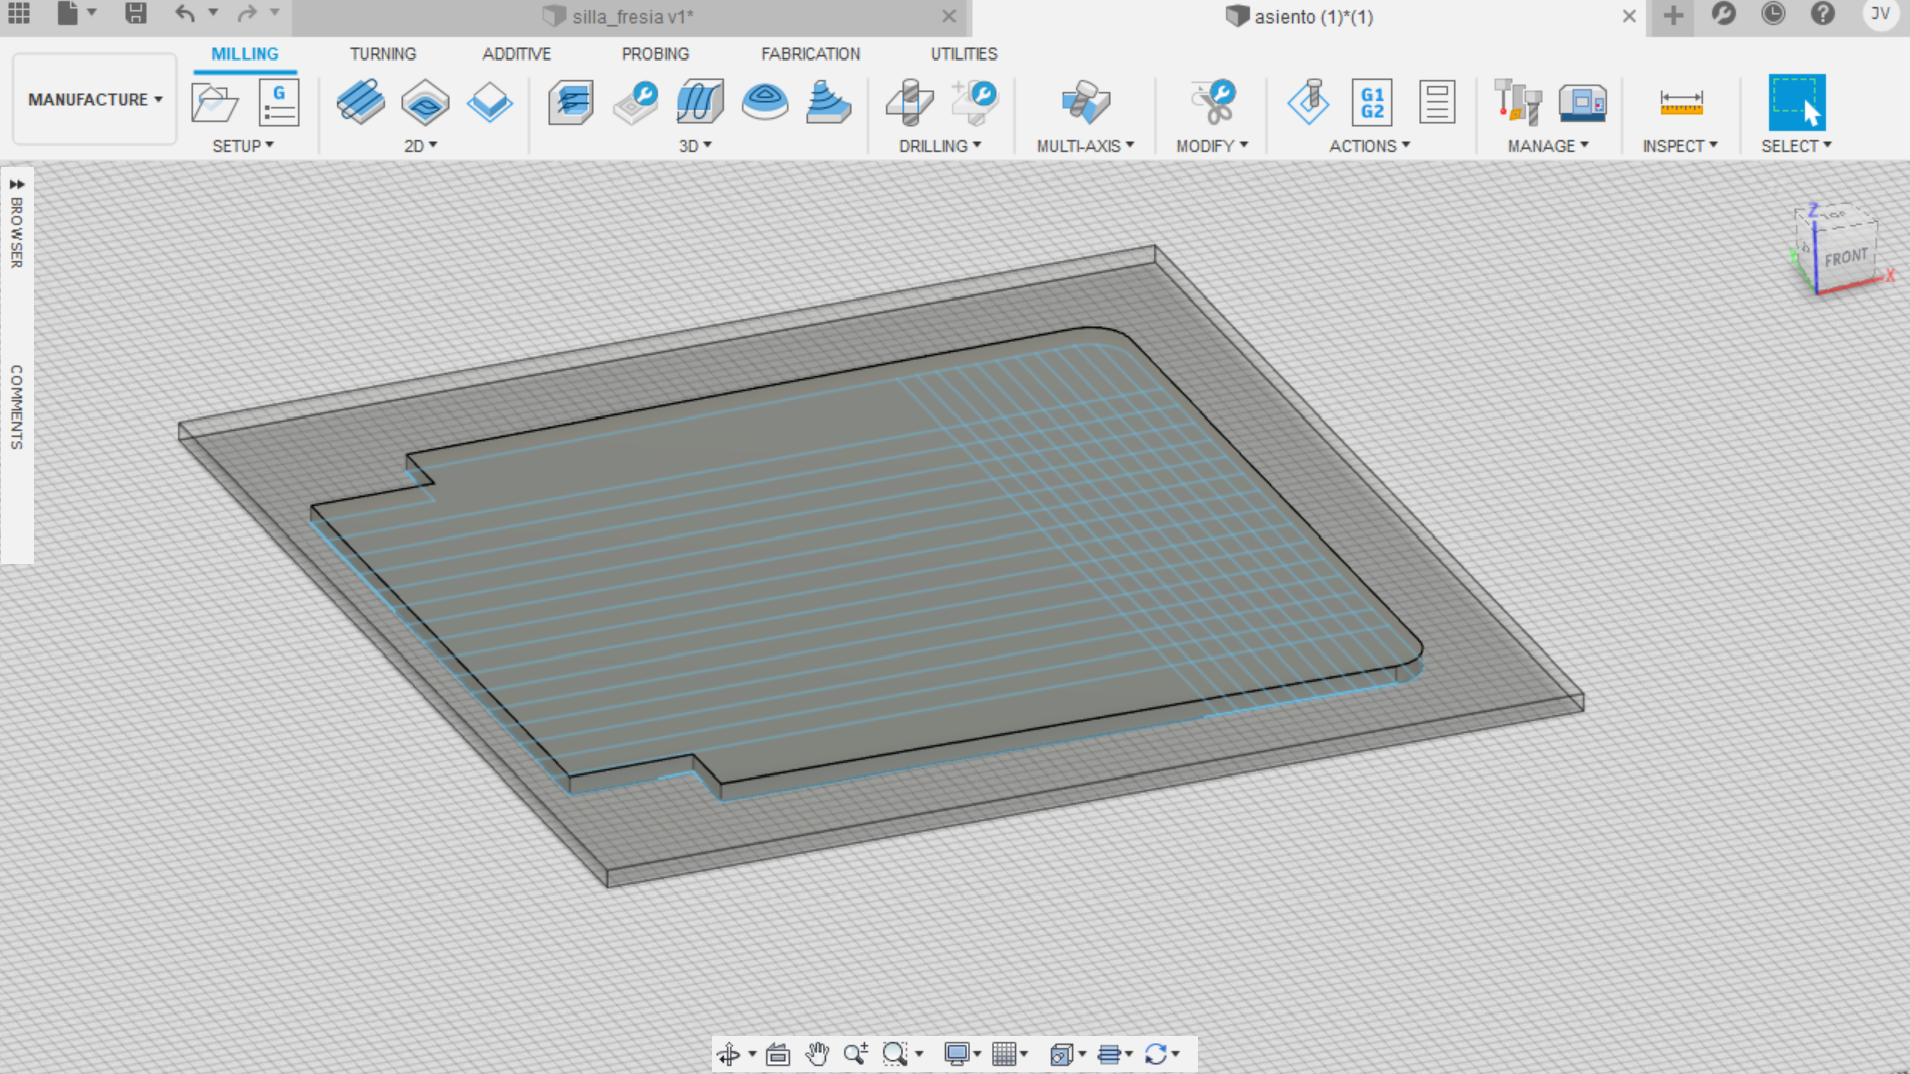 silla_fresia v1*
asiento (1)*(1)
JV
MILLING
TURNING
ADDITIVE
PROBING
FABRICATION
UTILITIES
MANUFACTURE
G
G1
G2
SETUP
2D
3D
DRILLING
MULTI-AXIS
MODIFY
ACTIONS
MANAGE
INSPECT
SELECT
BROWSER
COMMENTS
Z
TOP
FRONT
X
Y